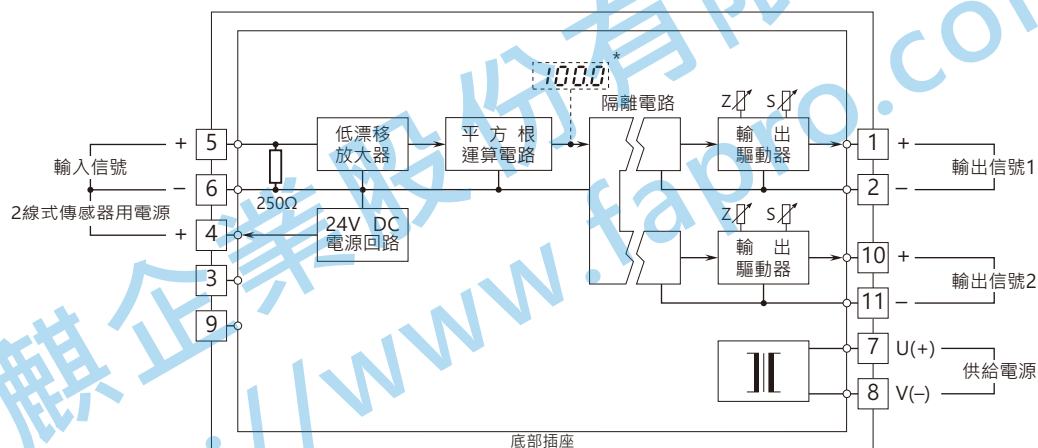 100.0
*
隔離電路
Z S
+ 5
低漂移
放大器
平 方 根
運算電路
輸 出
驅動器
1 +
輸入信號
輸出信號1
– 6
2 –
250Ω
2線式傳感器用電源
24V DC
電源回路
Z S
+ 4
輸 出
驅動器
10 +
3
輸出信號2
11 –
9
7 U(+)
供給電源
8 V(–)
底部插座
麒企業股份有限
://www.fapro.com